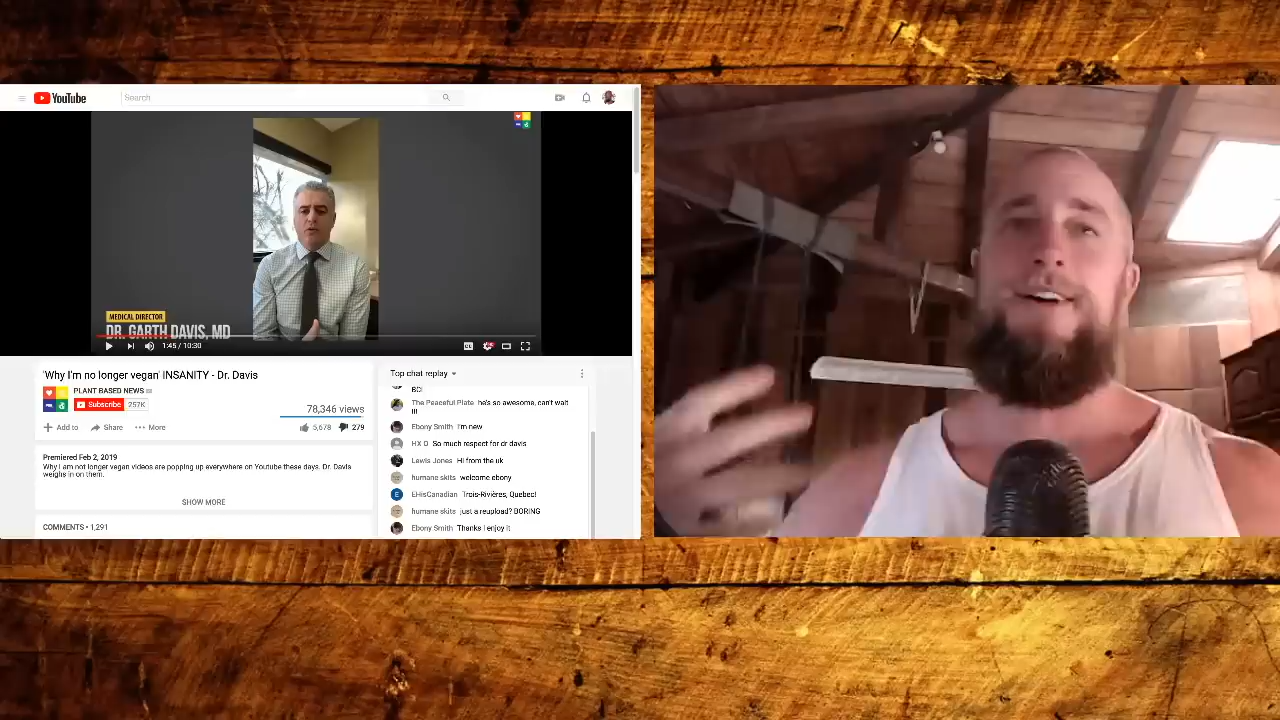 YouTube
Search
MEDICAL DIRECTOR
DR. GARTH DAVIS, MD
1:45 / 10:30
'Why I'm no longer vegan' INSANITY - Dr. Davis
PLANT BASED NEWS
Subscribe 257K
78,346 views
Add to Share More
5,678 279
Premiered Feb 2, 2019
Why I am not longer vegan videos are popping up everywhere on Youtube these days. Dr. Davis
weighs in on them.
SHOW MORE
COMMENTS • 1,291
Top chat replay
The Peaceful Plate he's so awesome, can't wait
!!!
Ebony Smith I'm new
HX D So much respect for dr davis
Lewis Jones Hi from the uk
humane skits welcome ebony
EHisCanadian Trois-Rivières, Quebec!
humane skits just a reupload? BORING
Ebony Smith Thanks i enjoy it